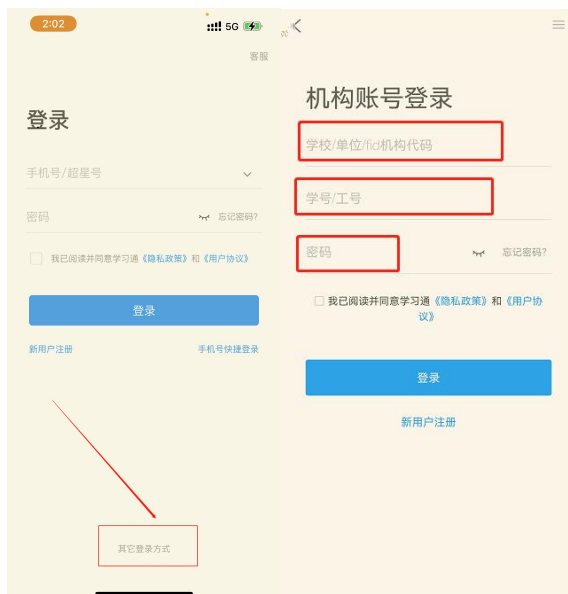 2:02
5G
客服
登录
手机号/超星号
密码
忘记密码?
我已阅读并同意学习通《隐私政策》和《用户协议》
登录
新用户注册
手机号快捷登录
其它登录方式
机构账号登录
学校/单位/fid机构代码
学号/工号
密码
忘记密码?
我已阅读并同意学习通《隐私政策》和《用户协
议》
登录
新用户注册